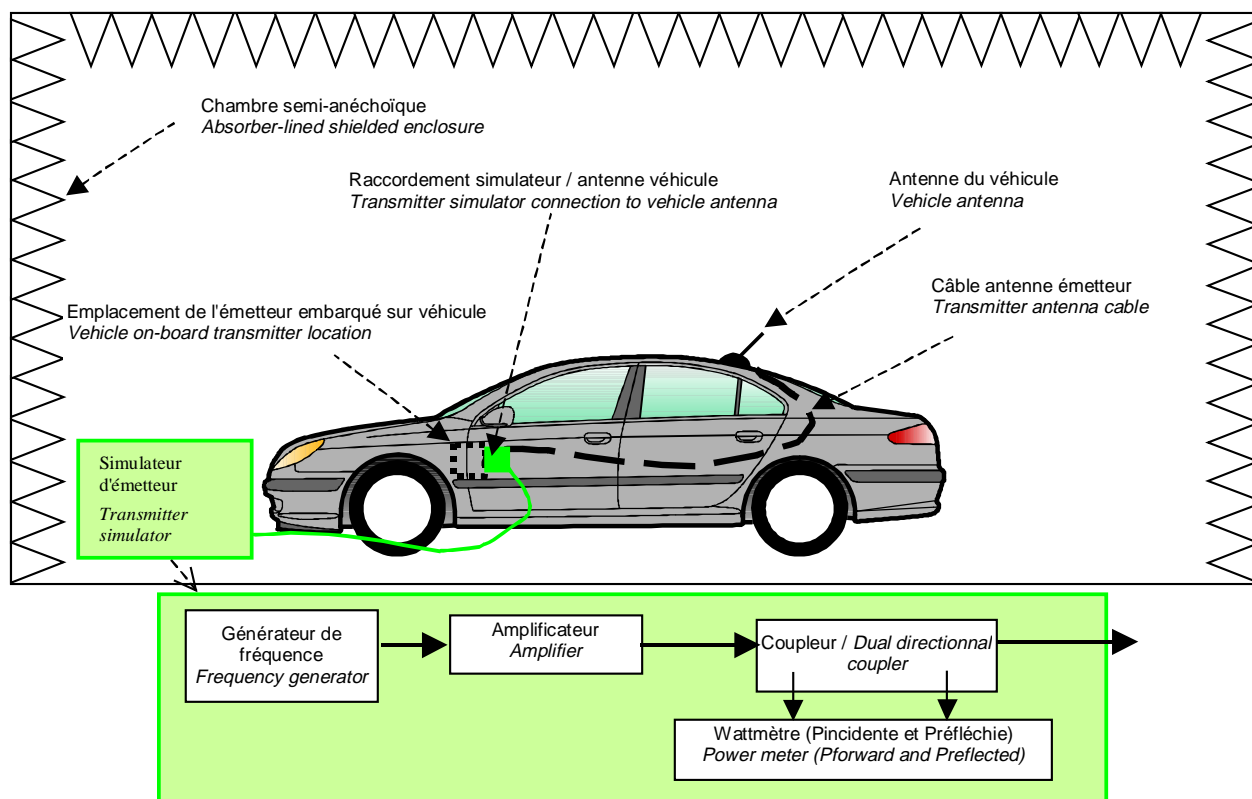 Chambre semi-anéchoïque
Absorber-lined shielded enclosure
Raccordement simulateur / antenne véhicule
Transmitter simulator connection to vehicle antenna
Antenne du véhicule
Vehicle antenna
Câble antenne émetteur
Transmitter antenna cable
Emplacement de l'émetteur embarqué sur véhicule
Vehicle on-board transmitter location
Simulateur
d'émetteur
Transmitter
simulator
Générateur de
fréquence
Frequency generator
Amplificateur
Amplifier
Coupleur / Dual directionnal
coupler
Wattmètre (Pincidente et Préfléchie)
Power meter (Pforward and Preflected)